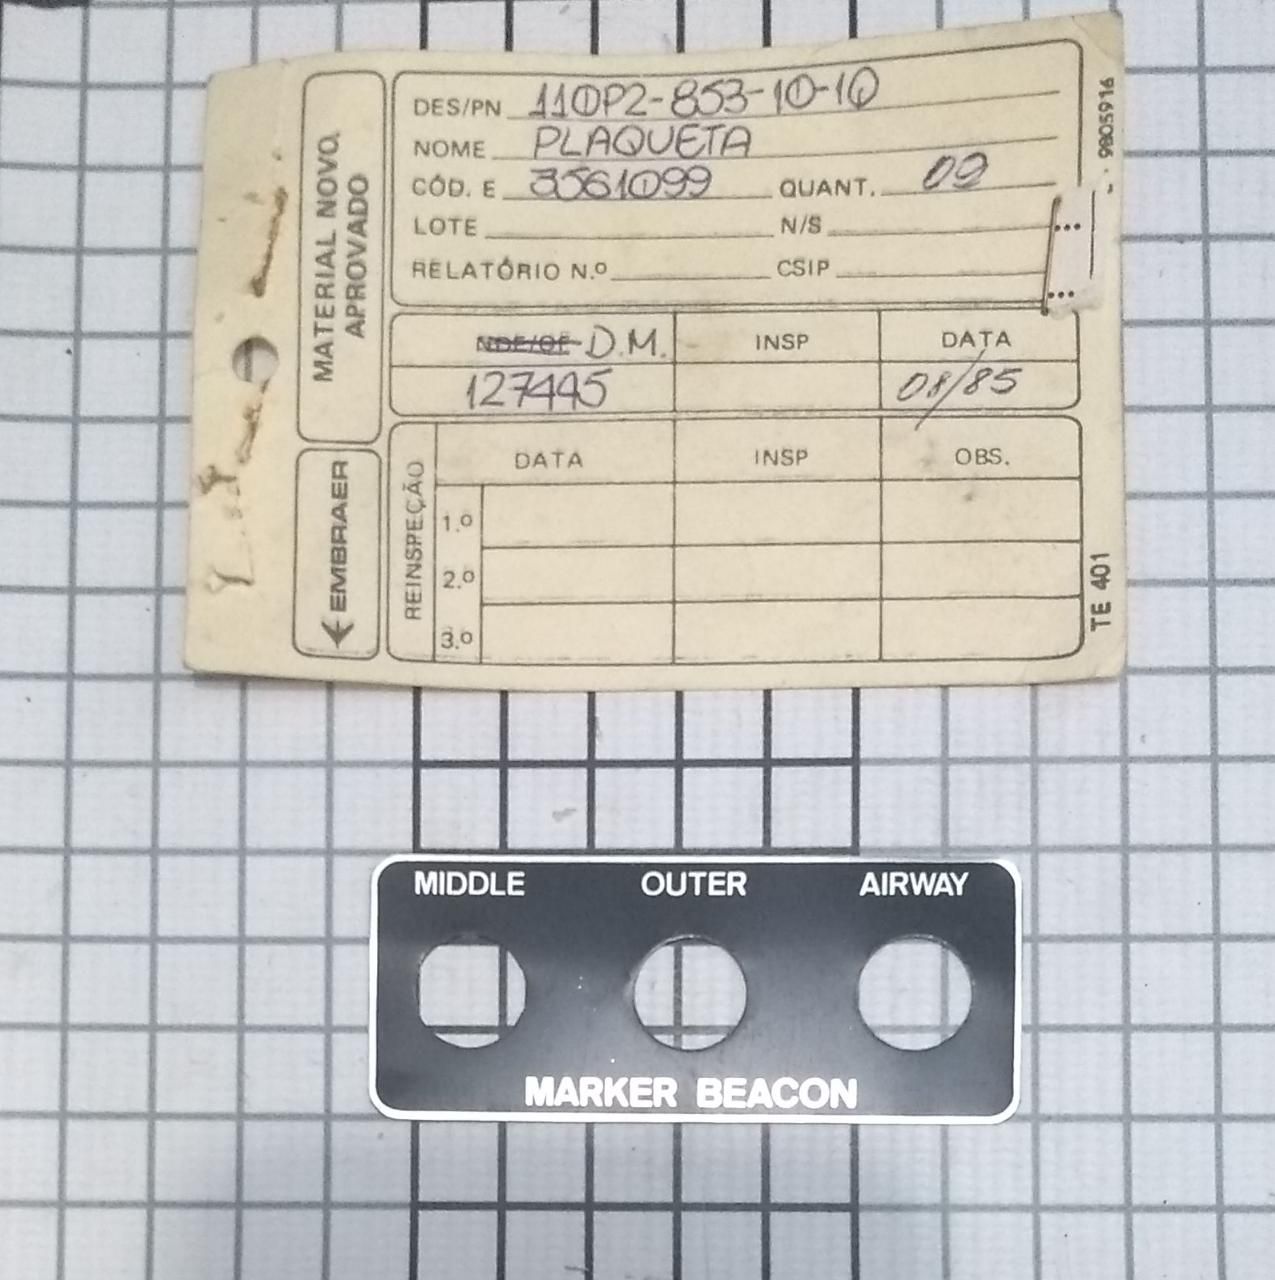 MATERIAL NOVO,
APROVADO
EMBRAER
DES/PN 110P2-853-10-10
NOME PLAQUETA
CÓD. E 3561099 QUANT. 09
LOTE N/S
RELATÓRIO N.º CSIP
9805916
NDE/OF D.M. INSP DATA
127445 08/85
REINSPEÇÃO
DATA INSP OBS.
1.º
2.º
3.º
TE 401
MIDDLE OUTER AIRWAY
MARKER BEACON